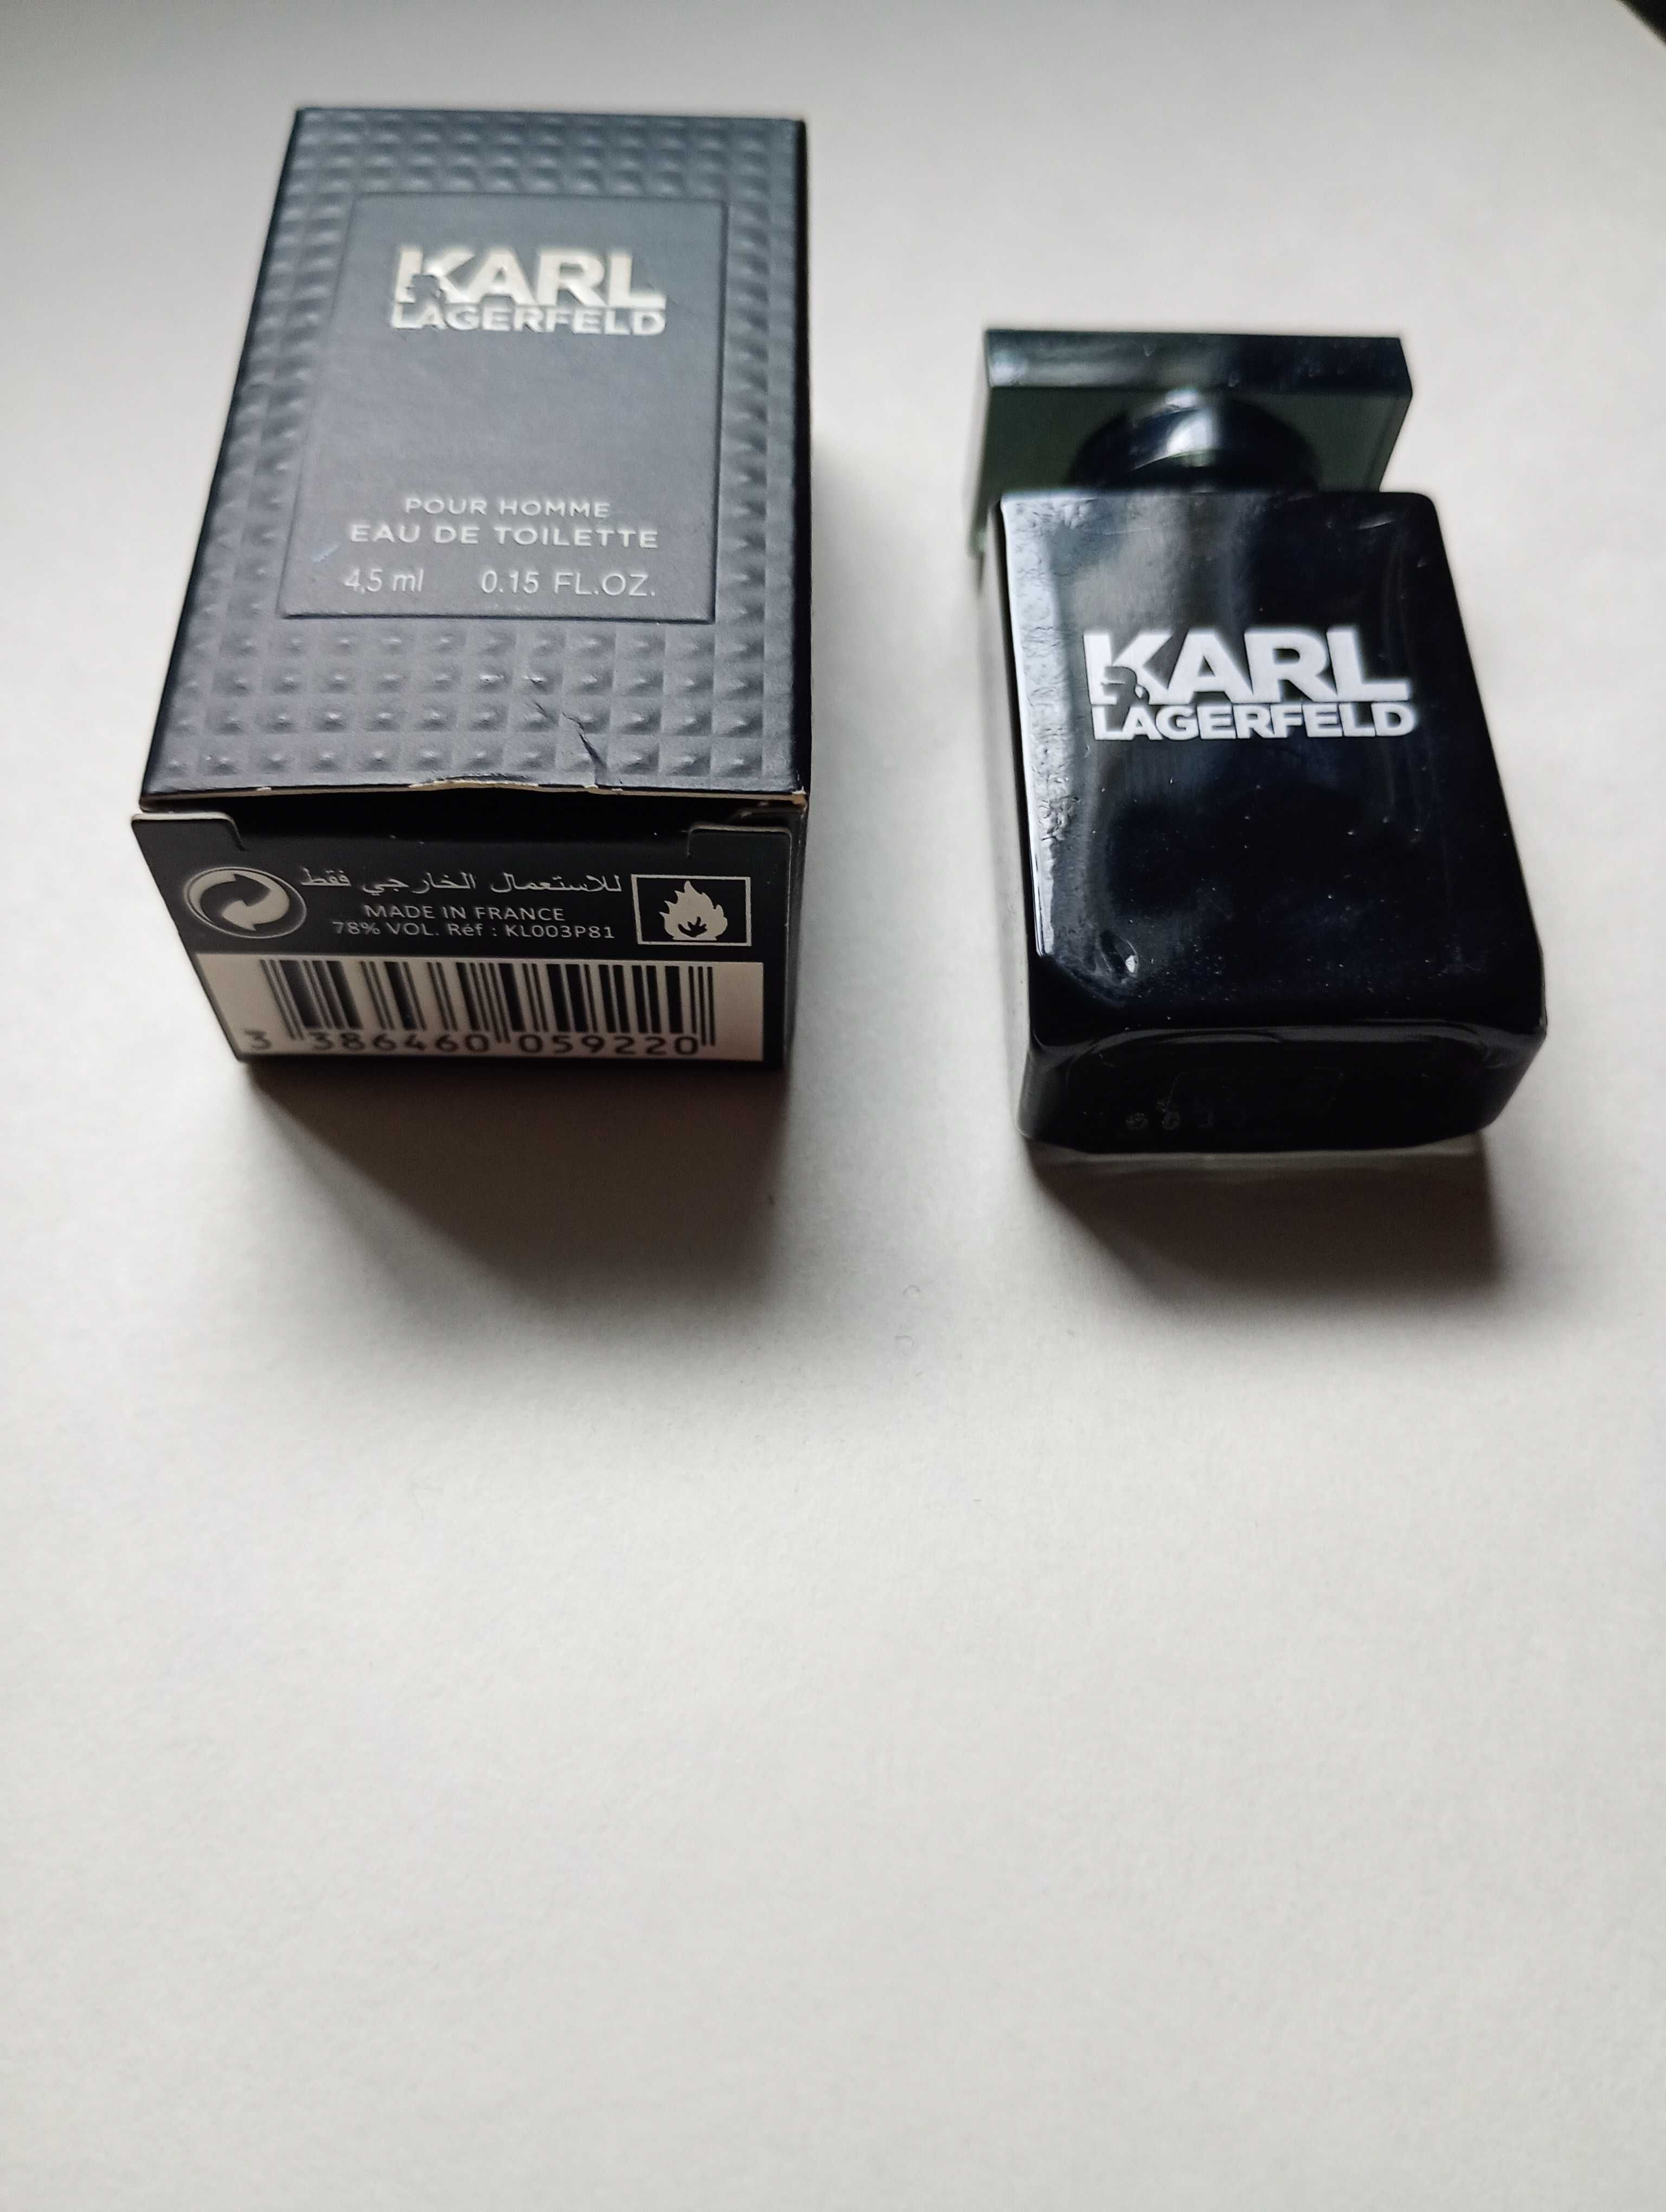 KARL
LAGERFELD
POUR HOMME
EAU DE TOILETTE
4,5 ml 0.15 FL.OZ.
للاستعمال الخارجي فقط
MADE IN FRANCE
78% VOL. Réf : KL003P81
3 386460 059220
KARL
LAGERFELD